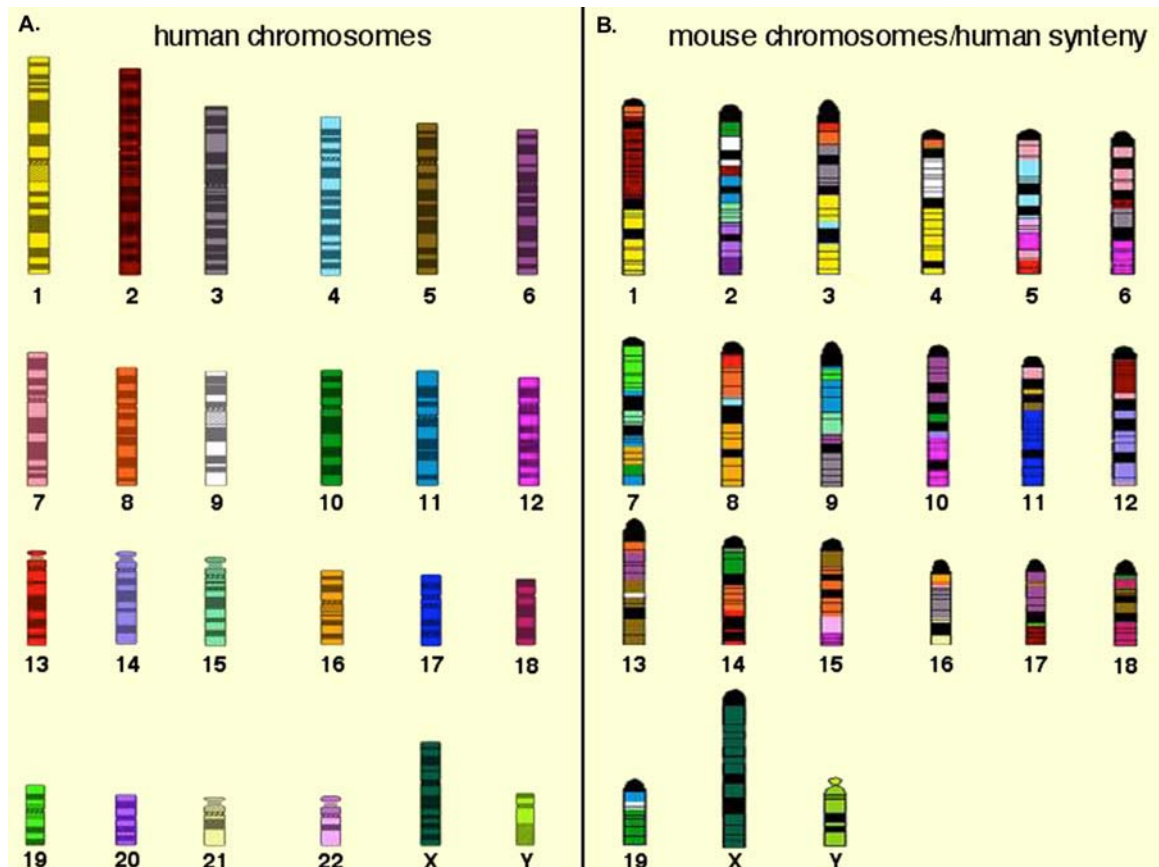 A.
human chromosomes
1 2 3 4 5 6
7 8 9 10 11 12
13 14 15 16 17 18
19 20 21 22 X Y
B.
mouse chromosomes/human synteny
1 2 3 4 5 6
7 8 9 10 11 12
13 14 15 16 17 18
19 X Y